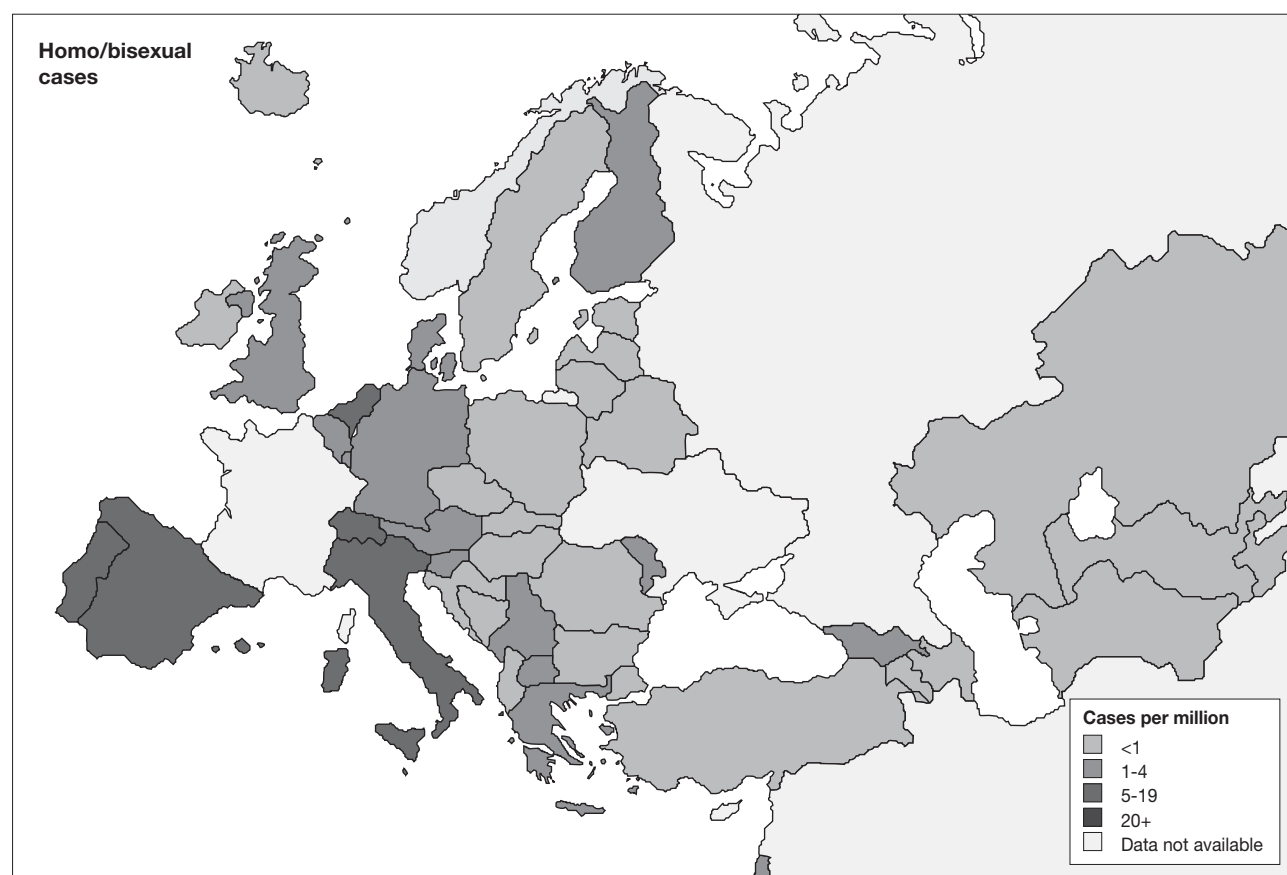 Homo/bisexual
cases
Cases per million
<1
1-4
5-19
20+
Data not available